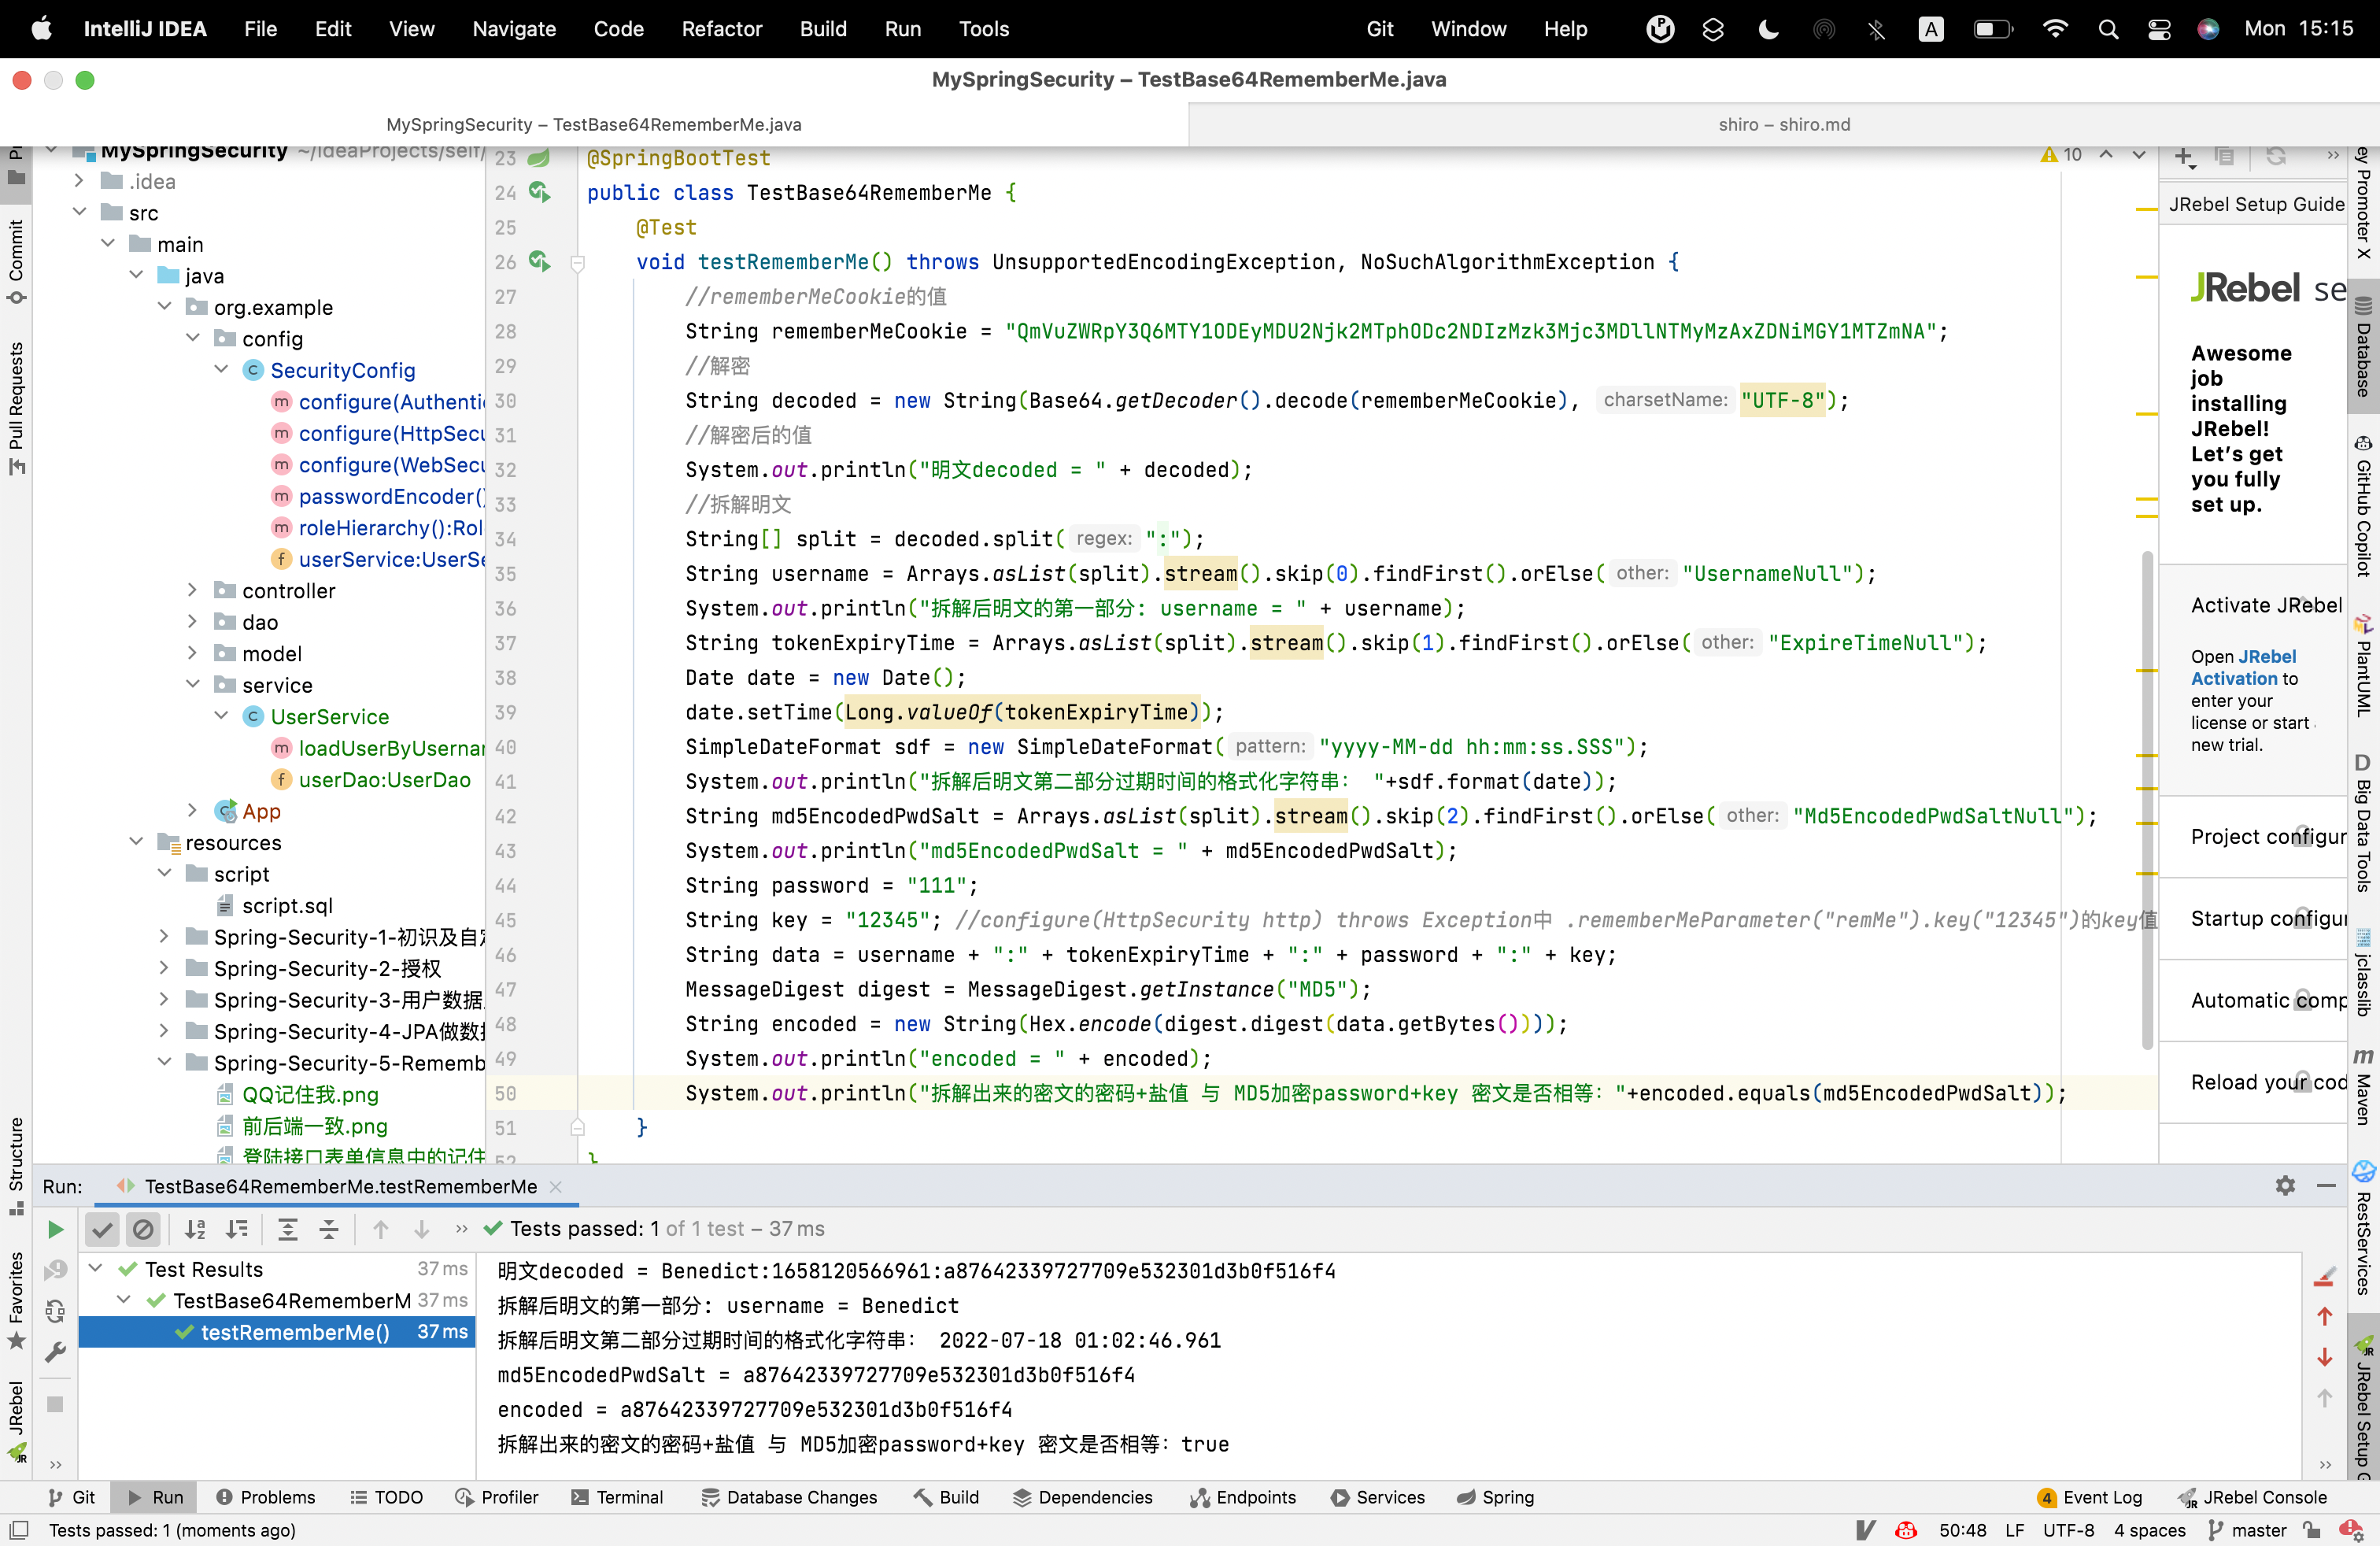 IntelliJ IDEA File Edit View Navigate Code Refactor Build Run Tools Git Window Help A Mon 15:15
MySpringSecurity – TestBase64RememberMe.java
MySpringSecurity – TestBase64RememberMe.java
shiro – shiro.md
Commit
Pull Requests
Structure
Favorites
JRebel
MySpringSecurity ~/IdeaProjects/self/
.idea
src
main
java
org.example
config
SecurityConfig
configure(Authenti
configure(HttpSecu
configure(WebSecu
passwordEncoder()
roleHierarchy():Rol
userService:UserSe
controller
dao
model
service
UserService
loadUserByUsernar
userDao:UserDao
App
resources
script
script.sql
Spring-Security-1-初识及自定
Spring-Security-2-授权
Spring-Security-3-用户数据
Spring-Security-4-JPA做数据
Spring-Security-5-Rememb
QQ记住我.png
前后端一致.png
登陆接口表单信息中的记住
10
23 @SpringBootTest
24 public class TestBase64RememberMe {
25 @Test
26 void testRememberMe() throws UnsupportedEncodingException, NoSuchAlgorithmException {
27 //rememberMeCookie的值
28 String rememberMeCookie = "QmVuZWRpY3Q6MTY1ODEyMDU2Njk2MTphODc2NDIzMzk3Mjc3MDllNTMyMzAxZDNiMGY1MTZmNA";
29 //解密
30 String decoded = new String(Base64.getDecoder().decode(rememberMeCookie), charsetName: "UTF-8");
31 //解密后的值
32 System.out.println("明文decoded = " + decoded);
33 //拆解明文
34 String[] split = decoded.split( regex: ":");
35 String username = Arrays.asList(split).stream().skip(0).findFirst().orElse( other: "UsernameNull");
36 System.out.println("拆解后明文的第一部分: username = " + username);
37 String tokenExpiryTime = Arrays.asList(split).stream().skip(1).findFirst().orElse( other: "ExpireTimeNull");
38 Date date = new Date();
39 date.setTime(Long.valueOf(tokenExpiryTime));
40 SimpleDateFormat sdf = new SimpleDateFormat( pattern: "yyyy-MM-dd hh:mm:ss.SSS");
41 System.out.println("拆解后明文第二部分过期时间的格式化字符串: "+sdf.format(date));
42 String md5EncodedPwdSalt = Arrays.asList(split).stream().skip(2).findFirst().orElse( other: "Md5EncodedPwdSaltNull");
43 System.out.println("md5EncodedPwdSalt = " + md5EncodedPwdSalt);
44 String password = "111";
45 String key = "12345"; //configure(HttpSecurity http) throws Exception中 .rememberMeParameter("remMe").key("12345")的key值
46 String data = username + ":" + tokenExpiryTime + ":" + password + ":" + key;
47 MessageDigest digest = MessageDigest.getInstance("MD5");
48 String encoded = new String(Hex.encode(digest.digest(data.getBytes())));
49 System.out.println("encoded = " + encoded);
50 System.out.println("拆解出来的密文的密码+盐值 与 MD5加密password+key 密文是否相等: "+encoded.equals(md5EncodedPwdSalt));
51 }
52 }
JRebel Setup Guide
JRebel se
Awesome
job
installing
JRebel!
Let's get
you fully
set up.
Activate JRebel
Open JRebel
Activation to
enter your
license or start
new trial.
Project configur
Startup configur
Automatic comp
Reload your cod
ey Promoter X
Database
GitHub Copilot
PlantUML
D Big Data Tools
jclasslib
m Maven
RestServices
JRebel Setup G
Run: TestBase64RememberMe.testRememberMe
Tests passed: 1 of 1 test – 37 ms
Test Results 37 ms
TestBase64RememberM 37 ms
testRememberMe() 37 ms
明文decoded = Benedict:1658120566961:a87642339727709e532301d3b0f516f4
拆解后明文的第一部分: username = Benedict
拆解后明文第二部分过期时间的格式化字符串: 2022-07-18 01:02:46.961
md5EncodedPwdSalt = a87642339727709e532301d3b0f516f4
encoded = a87642339727709e532301d3b0f516f4
拆解出来的密文的密码+盐值 与 MD5加密password+key 密文是否相等: true
Git Run Problems TODO Profiler Terminal Database Changes Build Dependencies Endpoints Services Spring 4 Event Log JRebel Console
Tests passed: 1 (moments ago) 50:48 LF UTF-8 4 spaces master